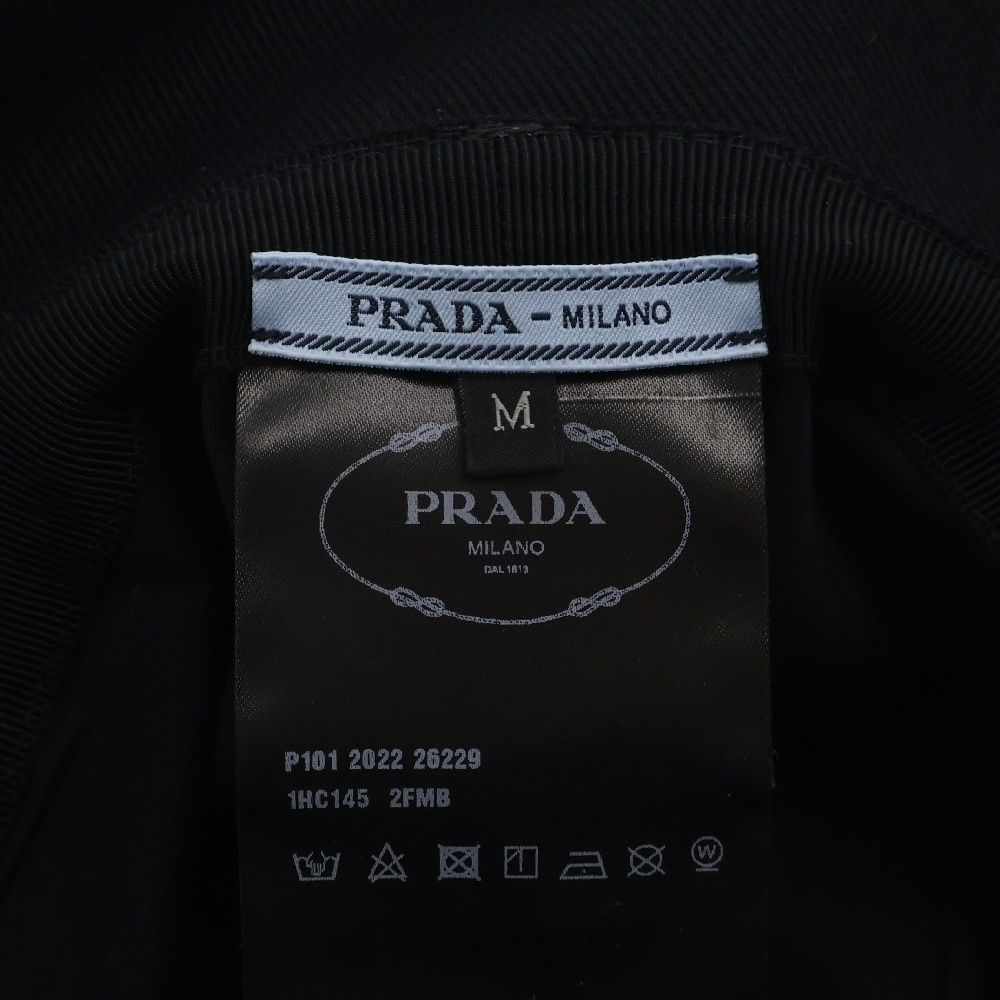 PRADA - MILANO
M
PRADA
MILANO
DAL 1913
P101 2022 26229
1HC145 2FMB
W